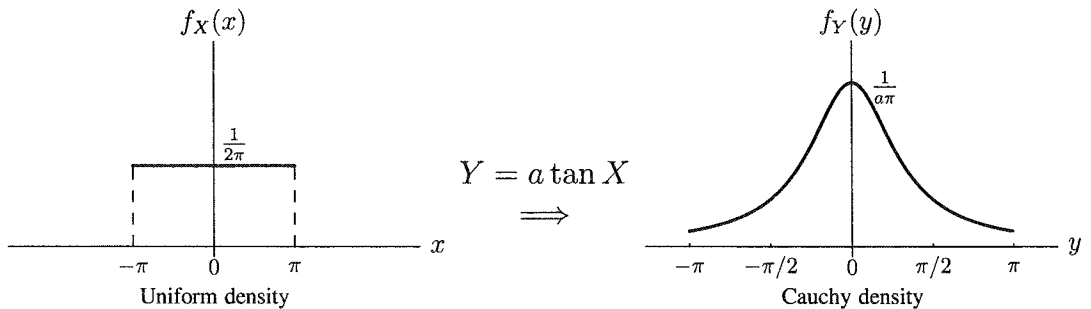 f_X(x)
1/2π
−π 0 π x
Uniform density
Y = a tan X
⟹
f_Y(y)
1/aπ
−π −π/2 0 π/2 π y
Cauchy density